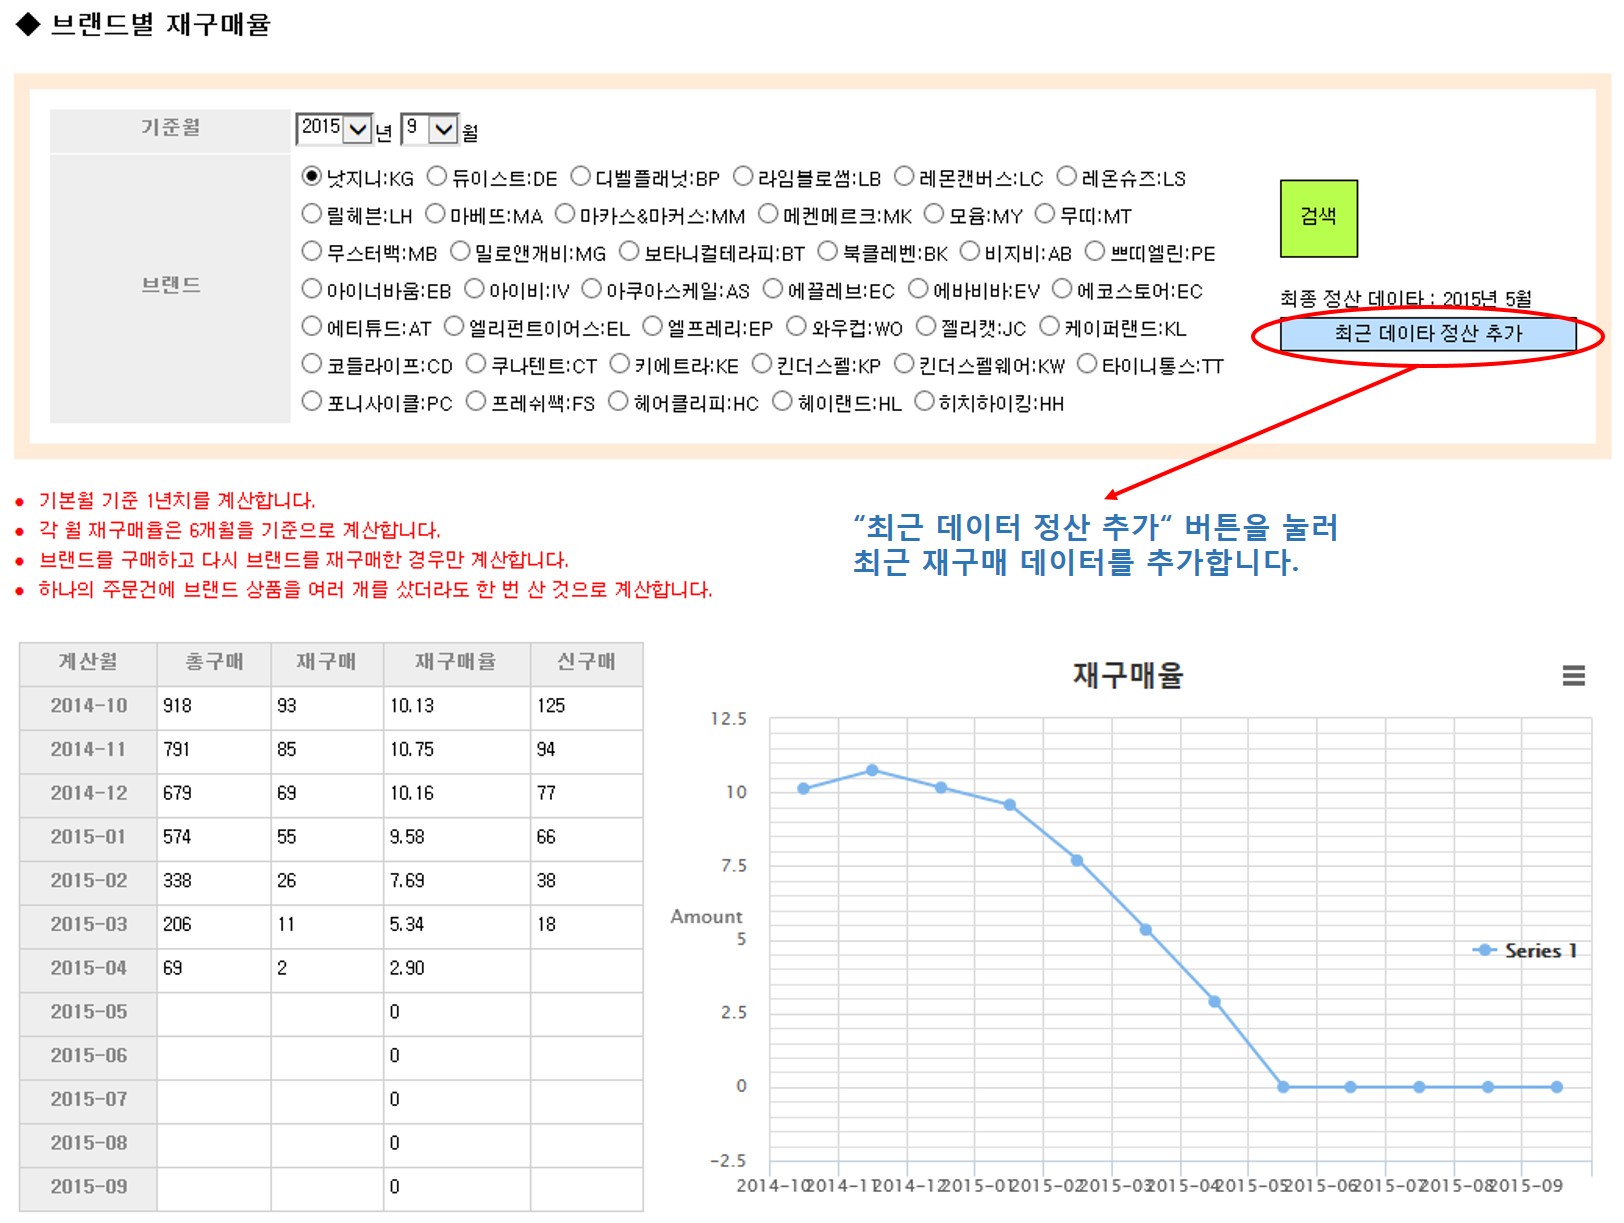 ◆ 브랜드별 재구매율
기준월 2015 년 9 월
브랜드
낫지니:KG 듀이스트:DE 디벨플래닛:BP 라임블로썸:LB 레몬캔버스:LC 레온슈즈:LS
릴헤븐:LH 마베뜨:MA 마카스&마커스:MM 메켄메르크:MK 모윰:MY 무띠:MT
무스터백:MB 밀로앤개비:MG 보타니컬테라피:BT 북클레벤:BK 비지비:AB 쁘띠엘린:PE
아이너바움:EB 아이비:IV 아쿠아스케일:AS 에끌레브:EC 에바비바:EV 에코스토어:EC
에티튜드:AT 엘리펀트이어스:EL 엘프레리:EP 와우컵:WO 젤리캣:JC 케이퍼랜드:KL
코들라이프:CD 쿠나텐트:CT 키에트라:KE 킨더스펠:KP 킨더스펠웨어:KW 타이니통스:TT
포니사이클:PC 프레쉬쌕:FS 헤어클리피:HC 헤이랜드:HL 히치하이킹:HH
검색
최종 정산 데이타 : 2015년 5월
최근 데이타 정산 추가
• 기본월 기준 1년치를 계산합니다.
• 각 월 재구매율은 6개월을 기준으로 계산합니다.
• 브랜드를 구매하고 다시 브랜드를 재구매한 경우만 계산합니다.
• 하나의 주문건에 브랜드 상품을 여러 개를 샀더라도 한 번 산 것으로 계산합니다.
“최근 데이터 정산 추가“ 버튼을 눌러
최근 재구매 데이터를 추가합니다.
계산월 총구매 재구매 재구매율 신구매
2014-10 918 93 10.13 125
2014-11 791 85 10.75 94
2014-12 679 69 10.16 77
2015-01 574 55 9.58 66
2015-02 338 26 7.69 38
2015-03 206 11 5.34 18
2015-04 69 2 2.90
2015-05 0
2015-06 0
2015-07 0
2015-08 0
2015-09 0
재구매율
12.5
10
7.5
Amount
5
2.5
0
-2.5
Series 1
2014-10 2014-11 2014-12 2015-01 2015-02 2015-03 2015-04 2015-05 2015-06 2015-07 2015-08 2015-09